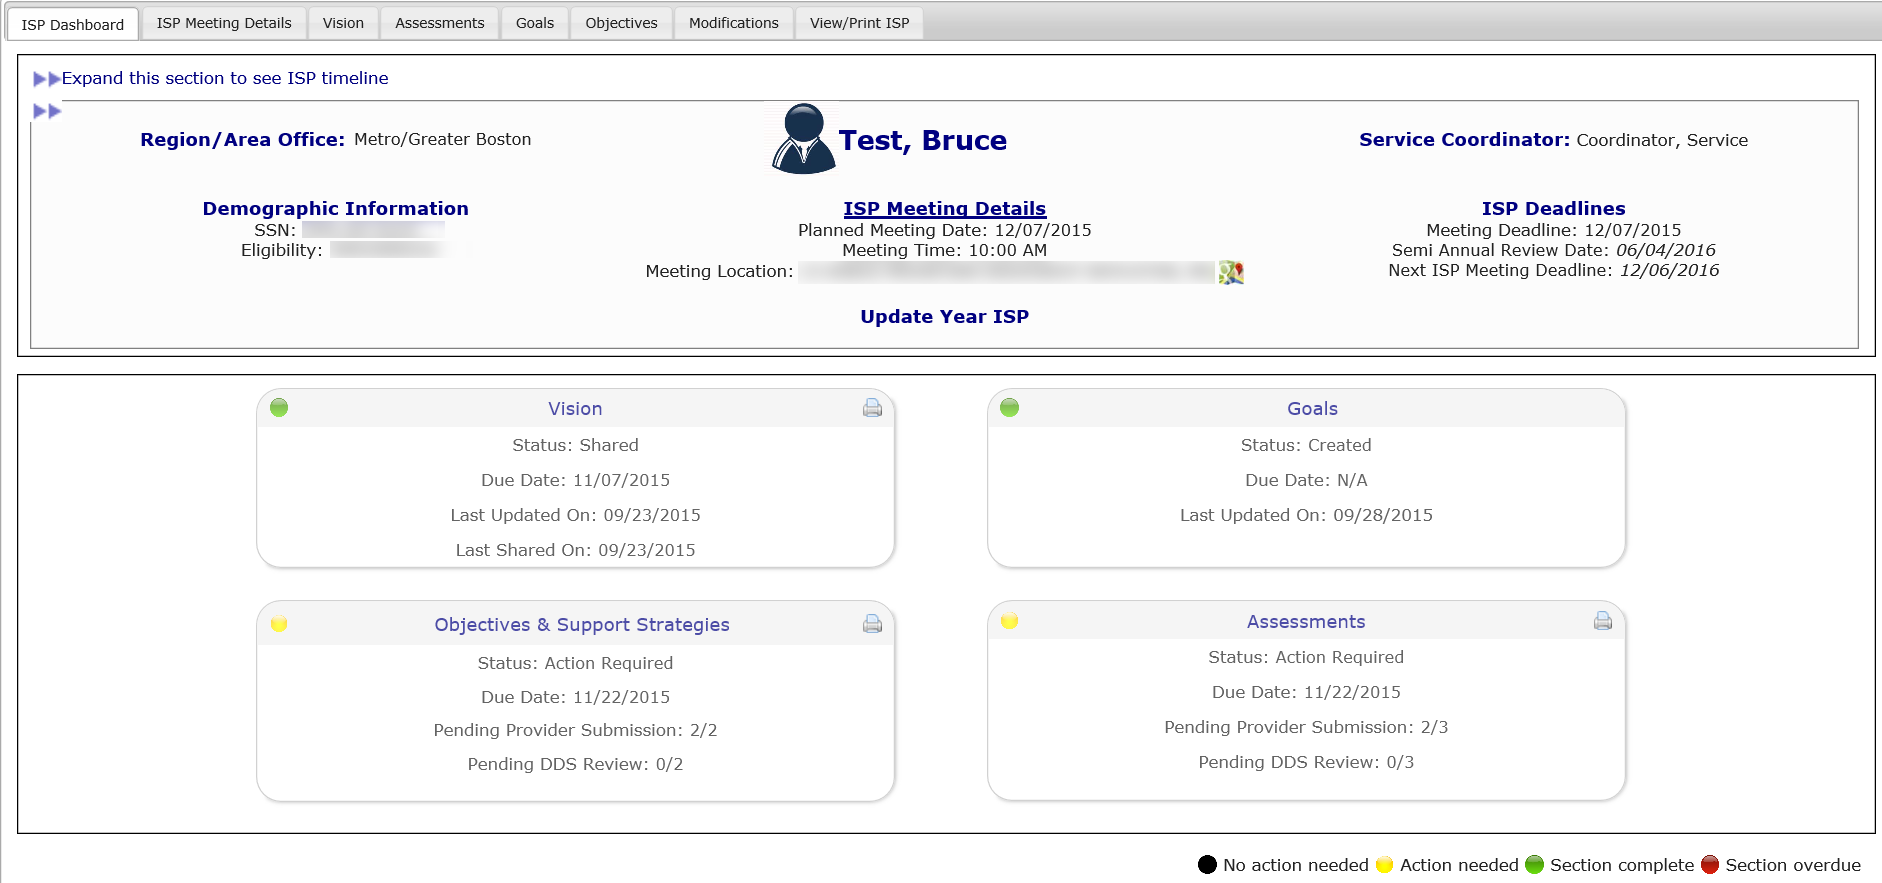 ISP Dashboard
ISP Meeting Details
Vision
Assessments
Goals
Objectives
Modifications
View/Print ISP
Expand this section to see ISP timeline
Region/Area Office: Metro/Greater Boston
Test, Bruce
Service Coordinator: Coordinator, Service
Demographic Information
SSN:
Eligibility:
ISP Meeting Details
Planned Meeting Date: 12/07/2015
Meeting Time: 10:00 AM
Meeting Location:
Update Year ISP
ISP Deadlines
Meeting Deadline: 12/07/2015
Semi Annual Review Date: 06/04/2016
Next ISP Meeting Deadline: 12/06/2016
Vision
Status: Shared
Due Date: 11/07/2015
Last Updated On: 09/23/2015
Last Shared On: 09/23/2015
Goals
Status: Created
Due Date: N/A
Last Updated On: 09/28/2015
Objectives & Support Strategies
Status: Action Required
Due Date: 11/22/2015
Pending Provider Submission: 2/2
Pending DDS Review: 0/2
Assessments
Status: Action Required
Due Date: 11/22/2015
Pending Provider Submission: 2/3
Pending DDS Review: 0/3
No action needed
Action needed
Section complete
Section overdue